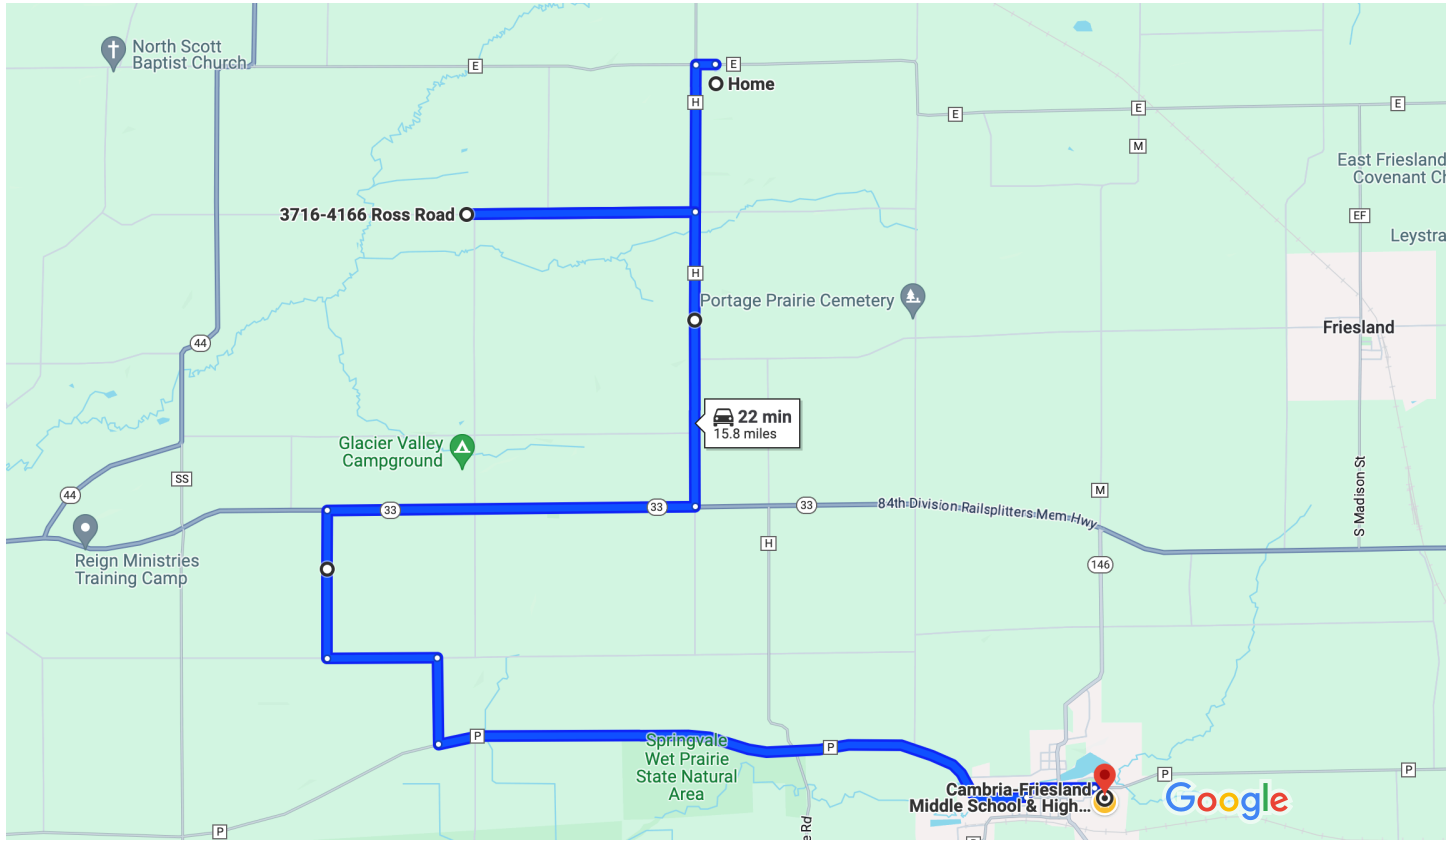 North Scott
Baptist Church
E
E
Home
H
E
E
E
M
East Friesland
Covenant Ch
3716-4166 Ross Road
EF
Leystra
H
Portage Prairie Cemetery
Friesland
44
22 min
15.8 miles
Glacier Valley
Campground
SS
44
M
33
33
33
84th Division Railsplitters Mem Hwy
S Madison St
H
Reign Ministries
Training Camp
146
P
Springvale
Wet Prairie
State Natural
Area
P
P
P
Cambria-Friesland
Middle School & High...
Google
P
e Rd